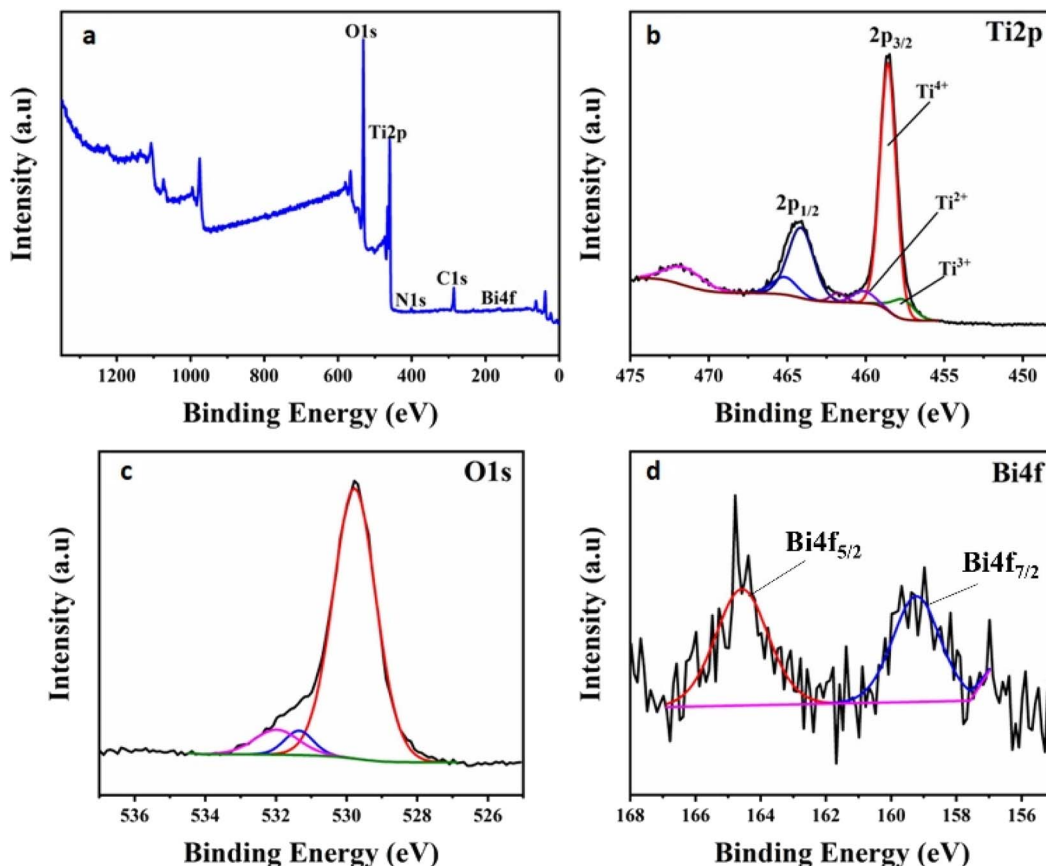 a
O1s
Ti2p
N1s
C1s
Bi4f
Intensity (a.u)
1200 1000 800 600 400 200 0
Binding Energy (eV)
b
Ti2p
2p3/2
Ti4+
2p1/2
Ti2+
Ti3+
Intensity (a.u)
475 470 465 460 455 450
Binding Energy (eV)
c
O1s
Intensity (a.u)
536 534 532 530 528 526
Binding Energy (eV)
d
Bi4f
Bi4f5/2
Bi4f7/2
Intensity (a.u)
168 166 164 162 160 158 156
Binding Energy (eV)